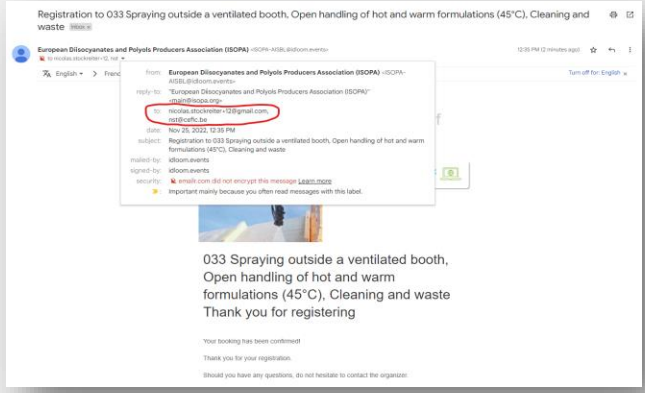 Registration to 033 Spraying outside a ventilated booth, Open handling of hot and warm formulations (45°C), Cleaning and
waste Inbox ×
European Diisocyanates and Polyols Producers Association (ISOPA) <ISOPA-AISBL@idloom.events>
12:35 PM (2 minutes ago)
to nicolas.stockreiter+12, nst
English > Frenc
Turn off for: English ×
from: European Diisocyanates and Polyols Producers Association (ISOPA) <ISOPA-
AISBL@idloom.events>
reply-to: "European Diisocyanates and Polyols Producers Association (ISOPA)"
<main@isopa.org>
to: nicolas.stockreiter+12@gmail.com,
nst@cefic.be
date: Nov 25, 2022, 12:35 PM
subject: Registration to 033 Spraying outside a ventilated booth, Open handling of hot and warm
formulations (45°C), Cleaning and waste
mailed-by: idloom.events
signed-by: idloom.events
security: emailr.com did not encrypt this message Learn more
Important mainly because you often read messages with this label.
f
033 Spraying outside a ventilated booth,
Open handling of hot and warm
formulations (45°C), Cleaning and waste
Thank you for registering
Your booking has been confirmed!
Thank you for your registration.
Should you have any questions, do not hesitate to contact the organizer.